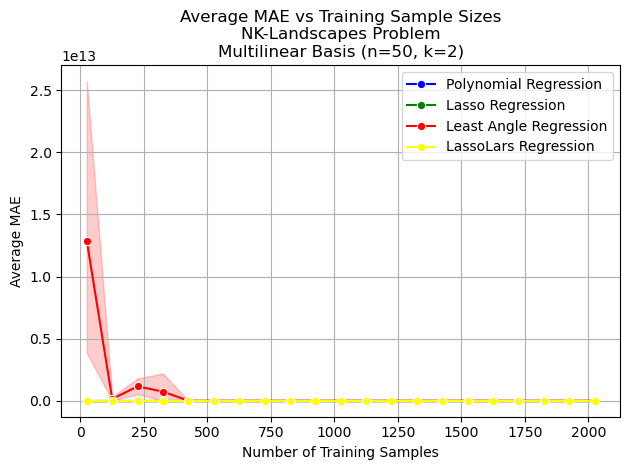 Average MAE vs Training Sample Sizes
NK-Landscapes Problem
Multilinear Basis (n=50, k=2)
1e13
Polynomial Regression
Lasso Regression
Least Angle Regression
LassoLars Regression
2.5
2.0
1.5
1.0
0.5
0.0
Average MAE
0 250 500 750 1000 1250 1500 1750 2000
Number of Training Samples